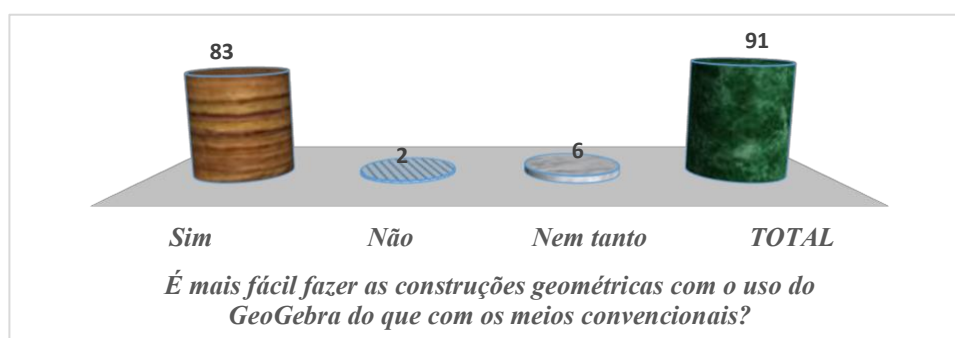 83
2
6
91
Sim Não Nem tanto TOTAL
É mais fácil fazer as construções geométricas com o uso do
GeoGebra do que com os meios convencionais?